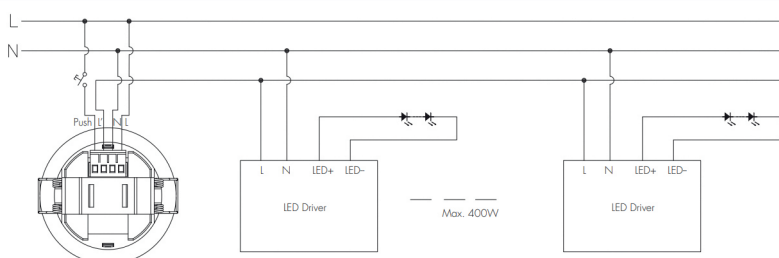 L
N
Push L' N L
L N LED+ LED–
LED Driver
Max. 400W
L N LED+ LED–
LED Driver